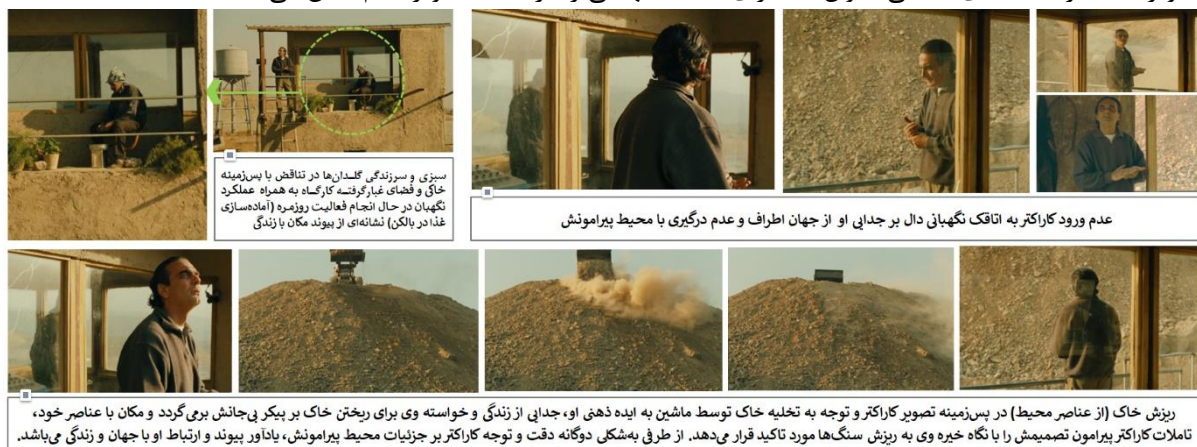 سبزی و سرزندگی گلدان‌ها در تناقض با پس‌زمینه
خاکی و فضای غبارگرفته کارگاه به همراه عملکرد
نگهبان در حال انجام فعالیت روزمره (آماده‌سازی
غذا در بالکن) نشانه‌ای از پیوند مکان با زندگی
عدم ورود کاراکتر به اتاقک نگهبانی دال بر جدایی او از جهان اطراف و عدم درگیری با محیط پیرامونش
ریزش خاک (از عناصر محیط) در پس‌زمینه تصویر کاراکتر و توجه به تخلیه خاک توسط ماشین به ایده ذهنی او، جدایی از زندگی و خواسته وی برای ریختن خاک بر پیکر بی‌جانش برمی‌گردد و مکان با عناصر خود،
تاملات کاراکتر پیرامون تصمیمش را با نگاه خیره وی به ریزش سنگ‌ها مورد تاکید قرار می‌دهد. از طرفی به‌شکلی دوگانه دقت و توجه کاراکتر بر جزئیات محیط پیرامونش، یادآور پیوند و ارتباط او با جهان و زندگی می‌باشد.